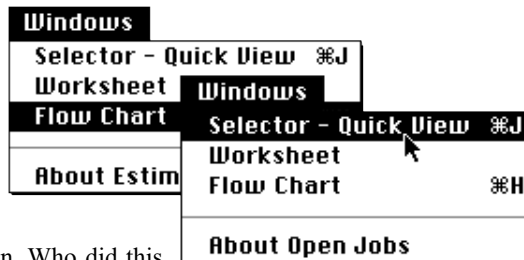 Windows
Selector - Quick View ⌘J
Worksheet
Flow Chart
About Estim
Windows
Selector - Quick View ⌘J
Worksheet
Flow Chart ⌘H
About Open Jobs
n. Who did this